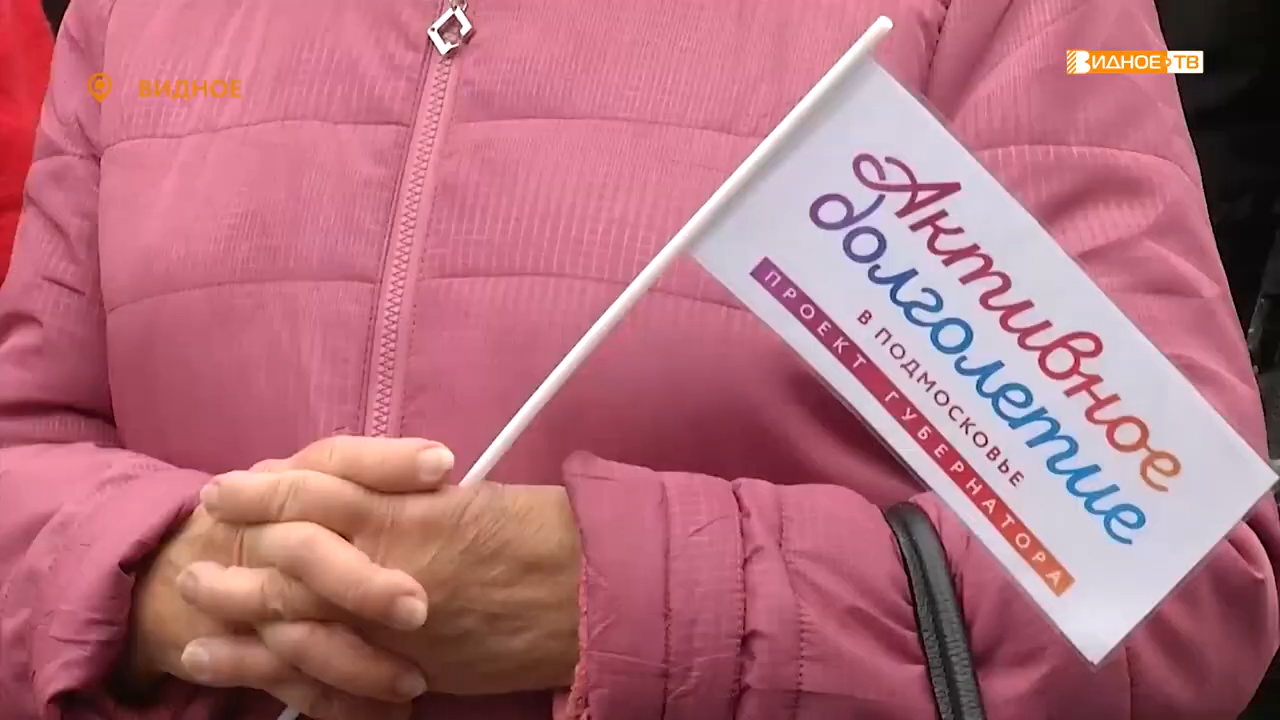 ВИДНОЕ
ВИДНОЕ ТВ
Активное
долголетие
В ПОДМОСКОВЬЕ
ПРОЕКТ ГУБЕРНАТОРА